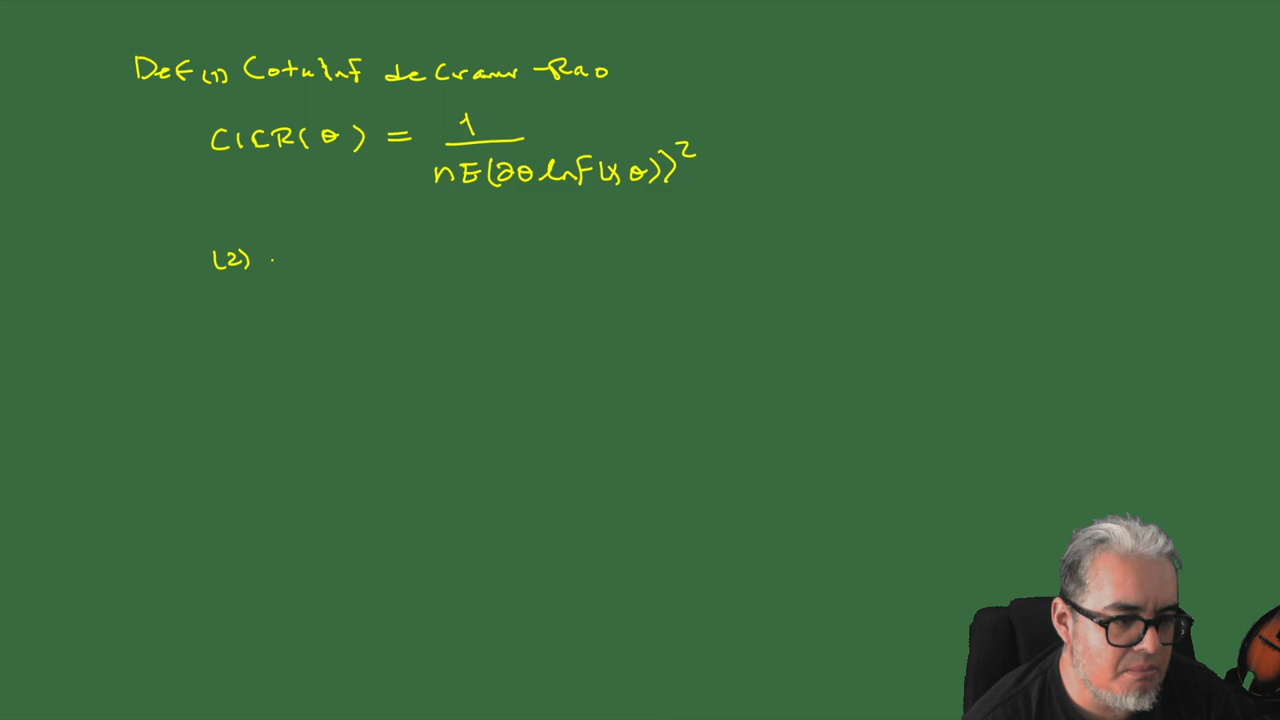 Def (1) Cota Inf de Cramer-Rao
CICR(θ) = 1 / nE(∂θ ln f(x, θ))²
(2) .